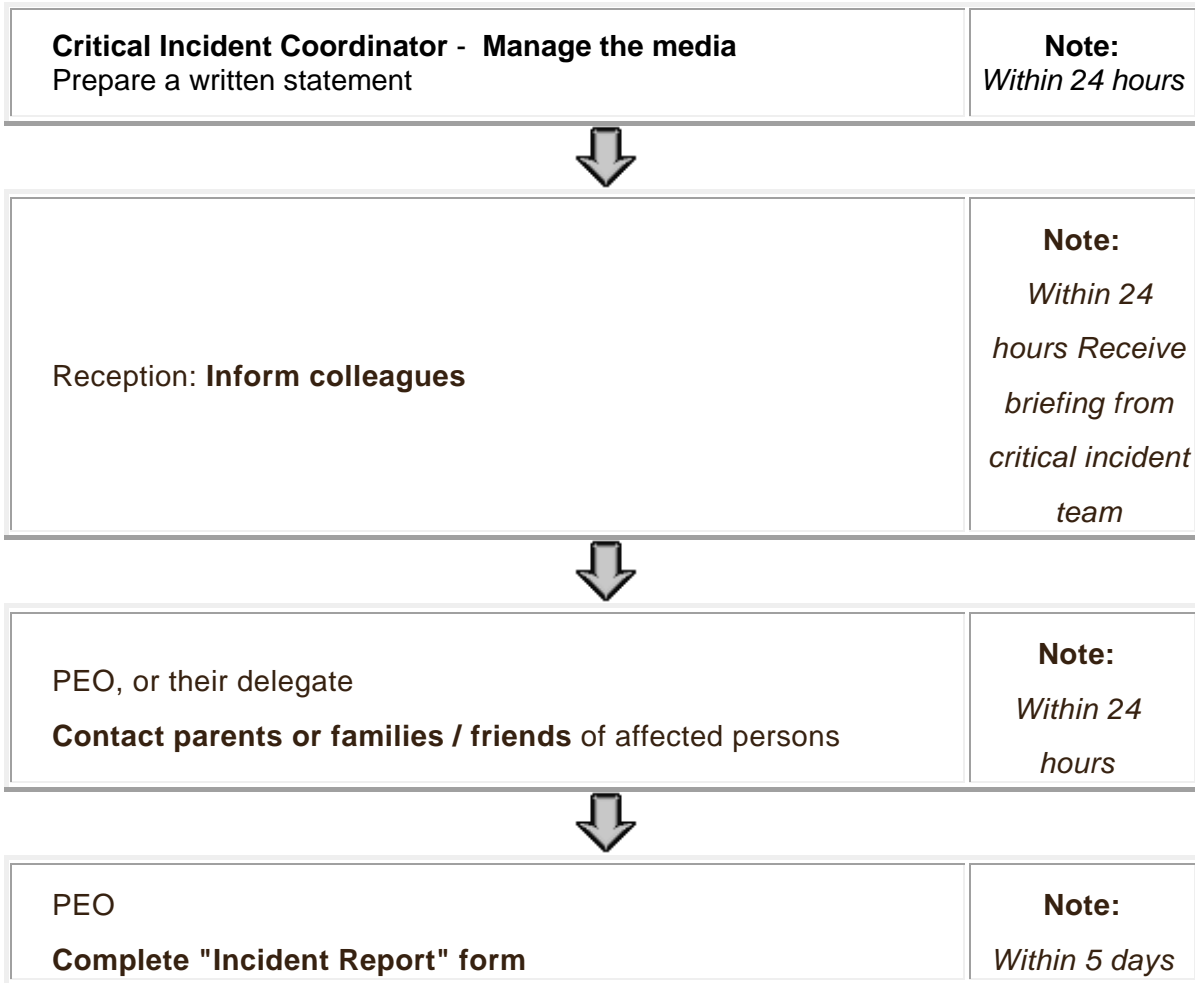 Critical Incident Coordinator - Manage the media
Prepare a written statement
Note:
Within 24 hours
Reception: Inform colleagues
Note:
Within 24
hours Receive
briefing from
critical incident
team
PEO, or their delegate
Contact parents or families / friends of affected persons
Note:
Within 24
hours
PEO
Complete "Incident Report" form
Note:
Within 5 days